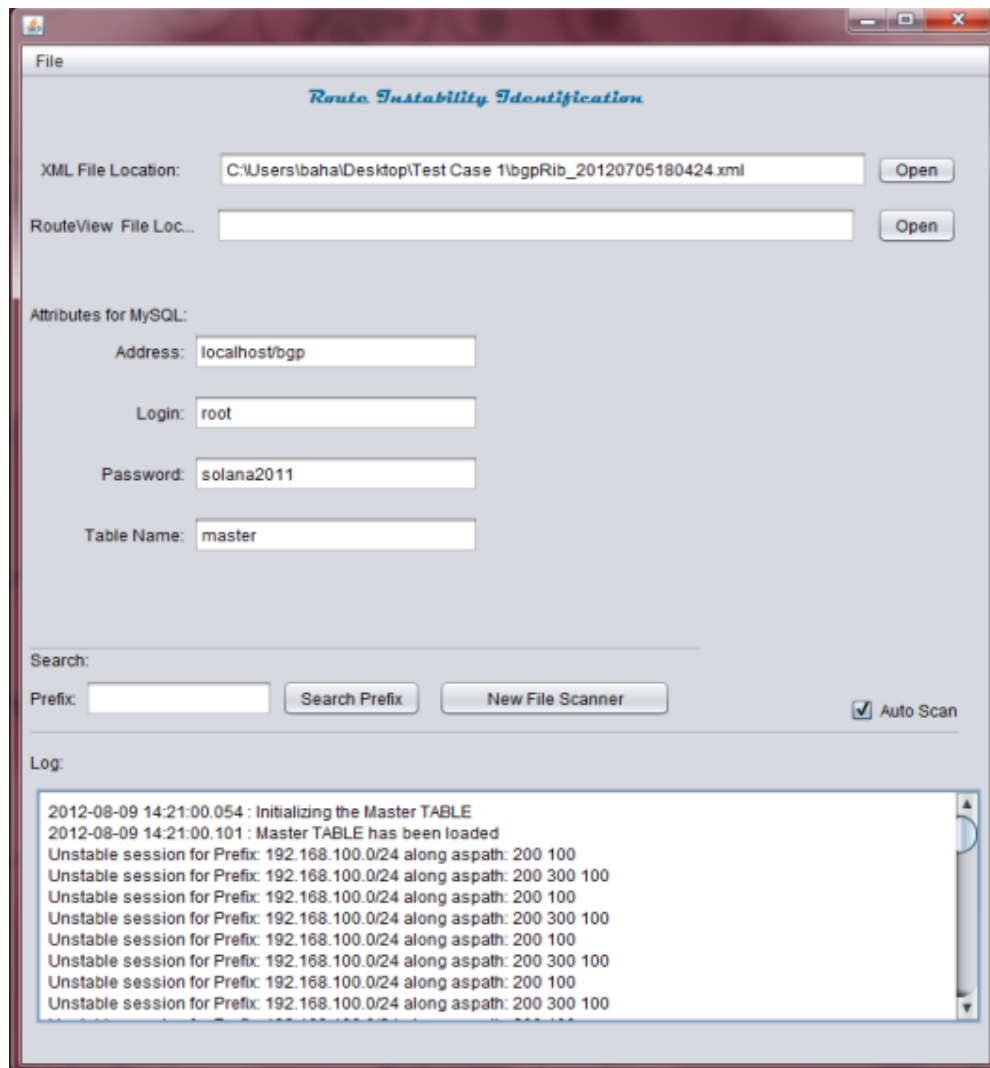 File
Route Instability Identification
XML File Location: C:\Users\baha\Desktop\Test Case 1\bgpRib_20120705180424.xml Open
RouteView File Loc... Open
Attributes for MySQL:
Address: localhost/bgp
Login: root
Password: solana2011
Table Name: master
Search:
Prefix: Search Prefix New File Scanner Auto Scan
Log:
2012-08-09 14:21:00.054 : Initializing the Master TABLE
2012-08-09 14:21:00.101 : Master TABLE has been loaded
Unstable session for Prefix: 192.168.100.0/24 along aspath: 200 100
Unstable session for Prefix: 192.168.100.0/24 along aspath: 200 300 100
Unstable session for Prefix: 192.168.100.0/24 along aspath: 200 100
Unstable session for Prefix: 192.168.100.0/24 along aspath: 200 300 100
Unstable session for Prefix: 192.168.100.0/24 along aspath: 200 100
Unstable session for Prefix: 192.168.100.0/24 along aspath: 200 300 100
Unstable session for Prefix: 192.168.100.0/24 along aspath: 200 100
Unstable session for Prefix: 192.168.100.0/24 along aspath: 200 300 100